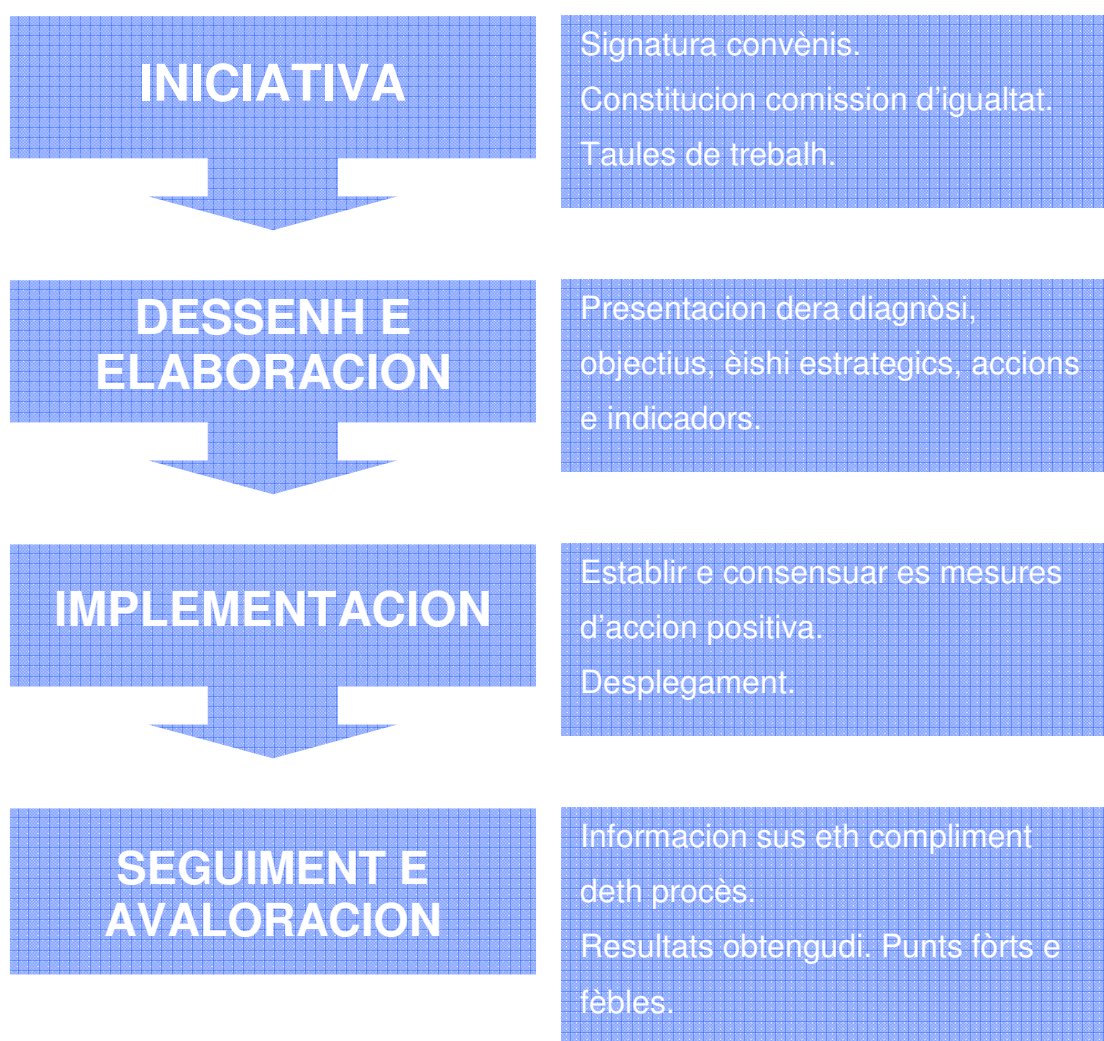 INICIATIVA
Signatura convènis.
Constitucion comission d'igualtat.
Taules de trebalh.
DESSENH E
ELABORACION
Presentacion dera diagnòsi,
objectius, èishi estrategics, accions
e indicadors.
IMPLEMENTACION
Establir e consensuar es mesures
d'accion positiva.
Desplegament.
SEGUIMENT E
AVALORACION
Informacion sus eth compliment
deth procès.
Resultats obtengudi. Punts fòrts e
fèbles.